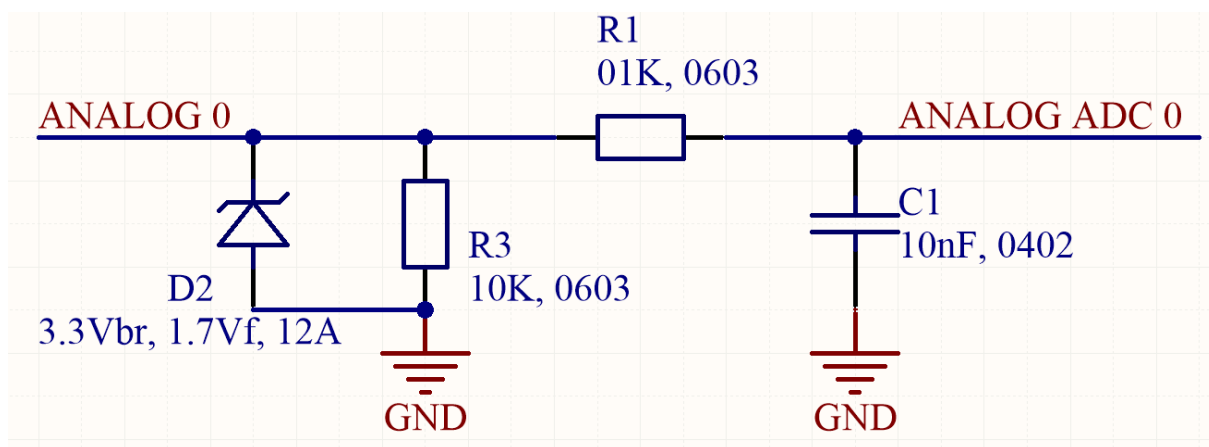 R1
01K, 0603
ANALOG 0
ANALOG ADC 0
C1
10nF, 0402
R3
10K, 0603
D2
3.3Vbr, 1.7Vf, 12A
GND
GND